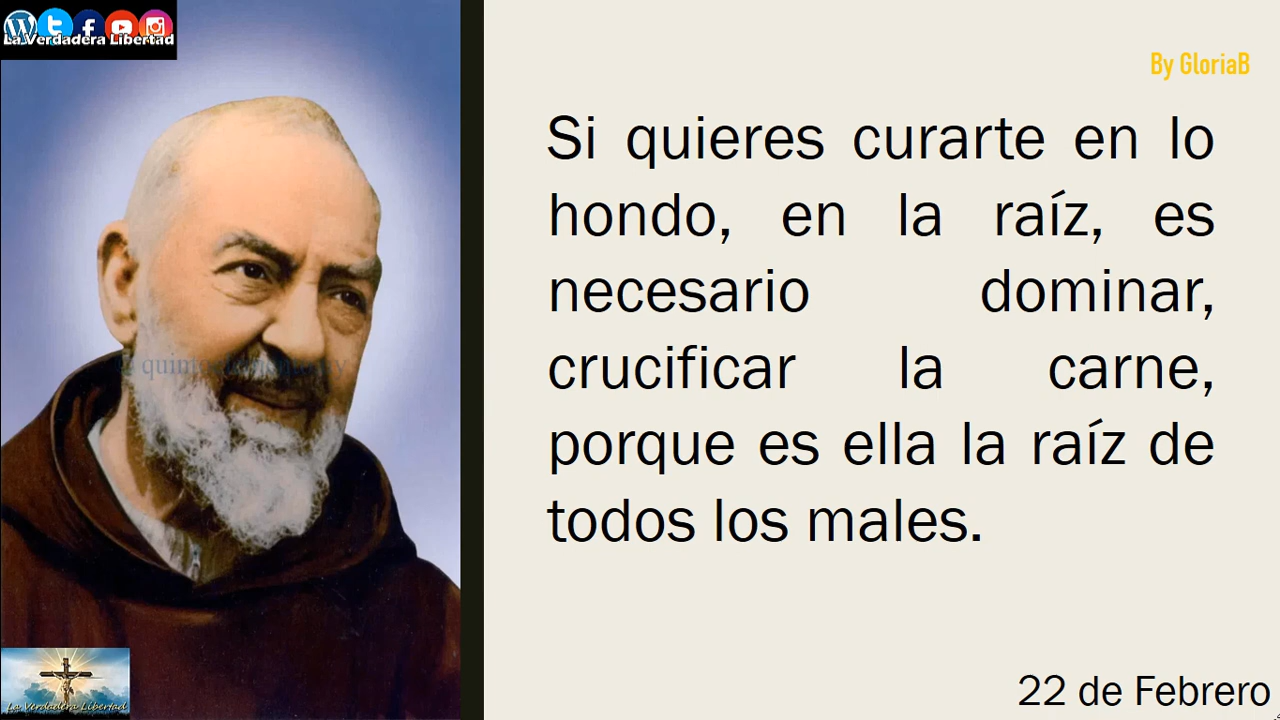 La Verdadera Libertad
By GloriaB
Si quieres curarte en lo
hondo, en la raíz, es
necesario dominar,
crucificar la carne,
porque es ella la raíz de
todos los males.
La Verdadera Libertad
22 de Febrero